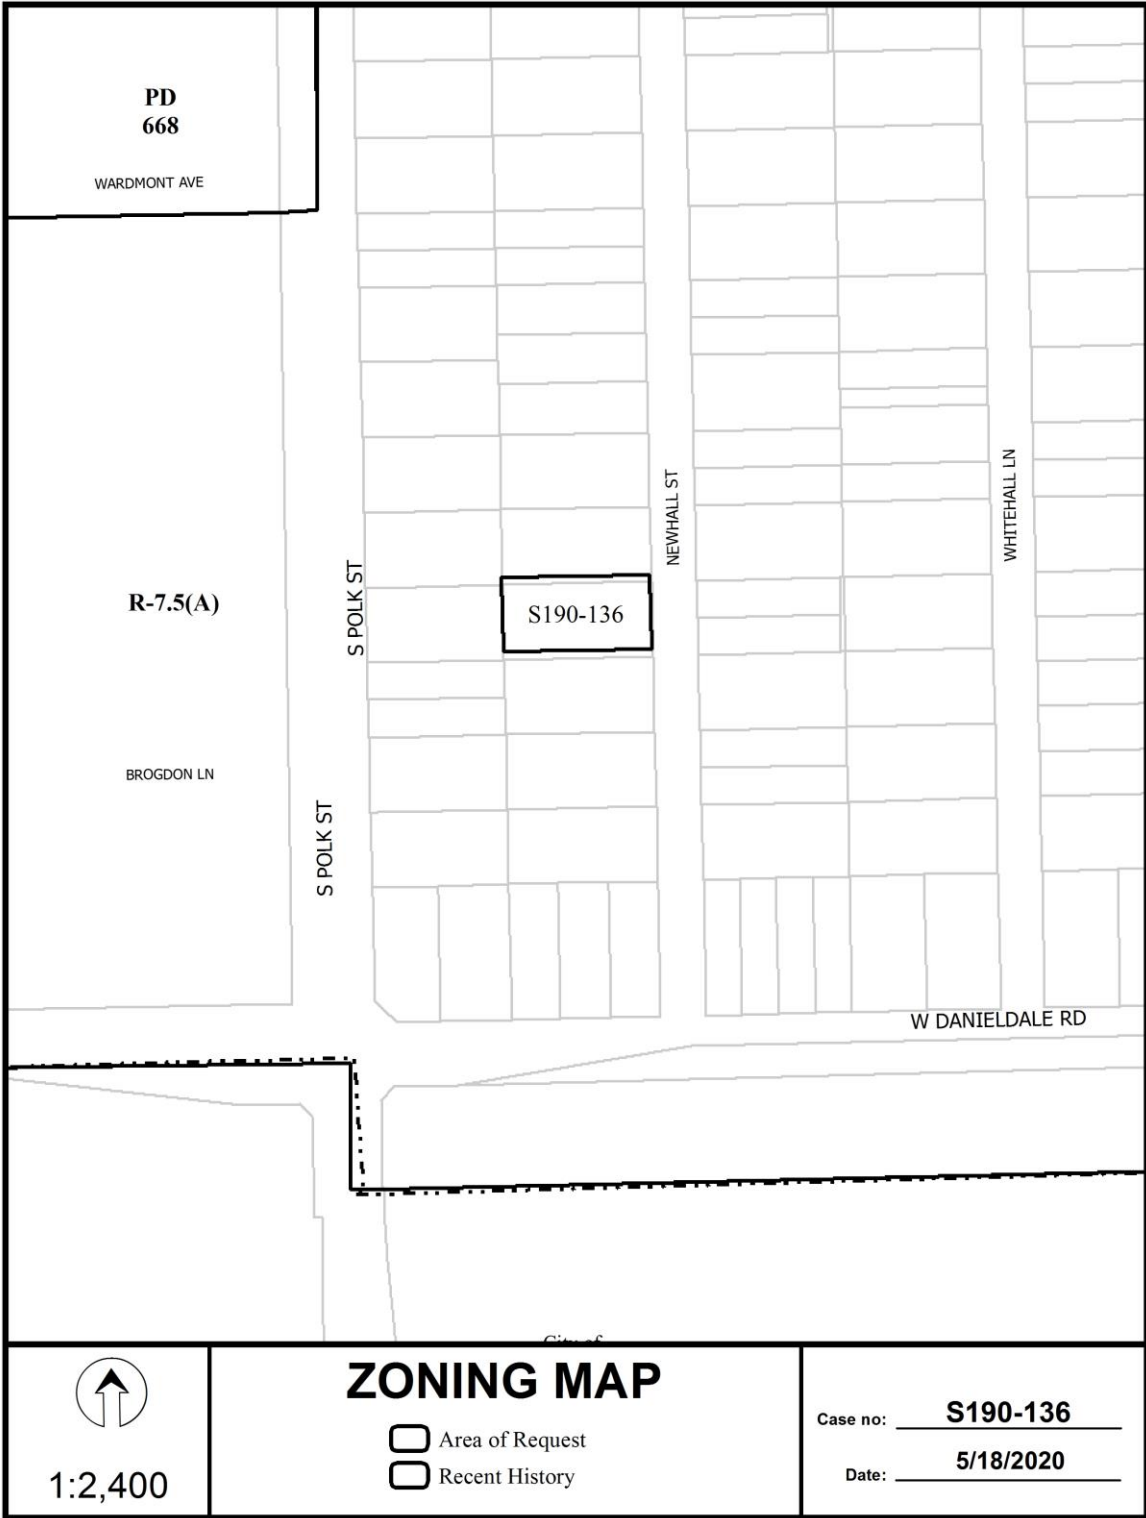 PD
668
WARDMONT AVE
NEWHALL ST
WHITEHALL LN
S POLK ST
R-7.5(A)
S190-136
BROGDON LN
S POLK ST
W DANIELDALE RD
City of
1:2,400
ZONING MAP
Area of Request
Recent History
Case no: S190-136
Date: 5/18/2020